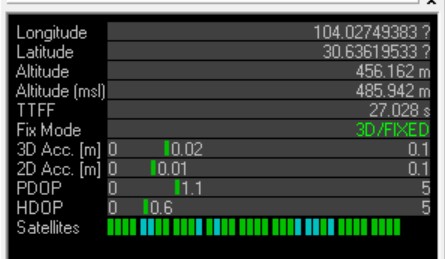 Longitude 104.02749383 ?
Latitude 30.63619533 ?
Altitude 456.162 m
Altitude (msl) 485.942 m
TTFF 27.028 s
Fix Mode 3D/FIXED
3D Acc. [m] 0 0.02 0.1
2D Acc. [m] 0 0.01 0.1
PDOP 0 1.1 5
HDOP 0 0.6 5
Satellites